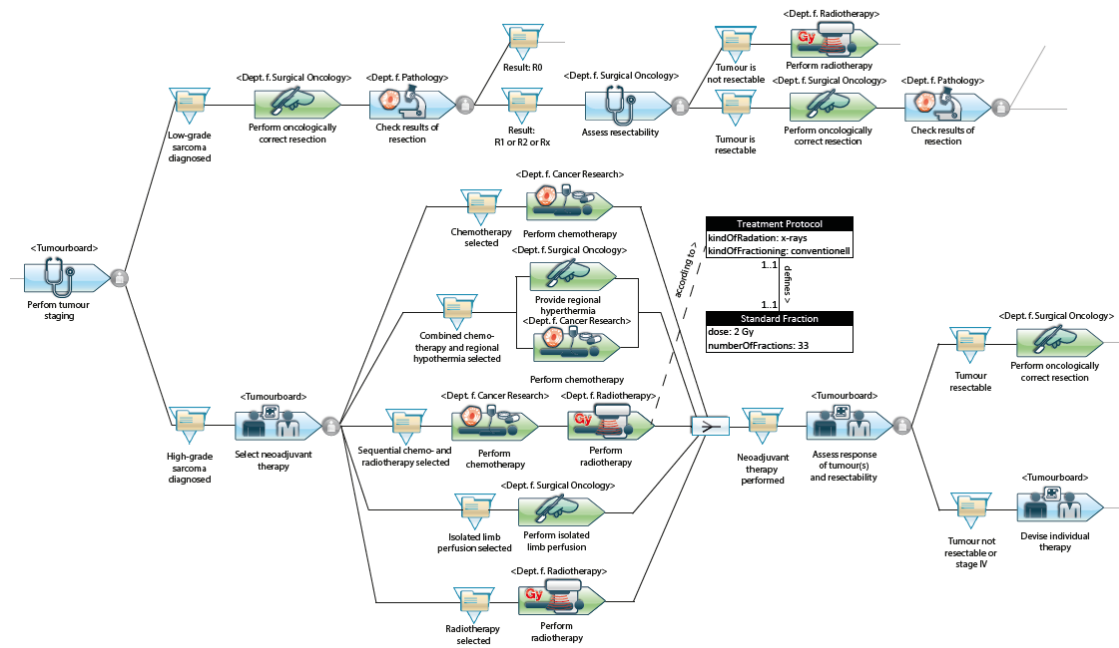 <Dept. f. Radiotherapy>
Gy
Result: R0
Tumour is
not resectable
Perform radiotherapy
<Dept. f. Surgical Oncology>
<Dept. f. Pathology>
<Dept. f. Surgical Oncology>
<Dept. f. Surgical Oncology>
<Dept. f. Pathology>
Low-grade
sarcoma
diagnosed
Perform oncologically
correct resection
Check results of
resection
Result:
R1 or R2 or Rx
Assess resectability
Tumour is
resectable
Perform oncologically
correct resection
Check results of
resection
<Dept. f. Cancer Research>
Chemotherapy
selected
Perform chemotherapy
<Tumourboard>
Perfom tumour
staging
<Dept. f. Surgical Oncology>
Provide regional
hyperthermia
<Dept. f. Cancer Research>
Combined chemo-
therapy and regional
hypothermia selected
Perform chemotherapy
according to >
Treatment Protocol
kindOfRadation: x-rays
kindOfFractioning: conventionell
1..1
defines >
1..1
Standard Fraction
dose: 2 Gy
numberOfFractions: 33
<Tumourboard>
High-grade
sarcoma
diagnosed
Select neoadjuvant
therapy
<Dept. f. Cancer Research>
<Dept. f. Radiotherapy>
Gy
Sequential chemo- and
radiotherapy selected
Perform
chemotherapy
Perform
radiotherapy
Neoadjuvant
therapy
performed
<Tumourboard>
Assess response
of tumour(s)
and resectability
<Dept. f. Surgical Oncology>
Tumour
resectable
Perform oncologically
correct resection
<Dept. f. Surgical Oncology>
Isolated limb
perfusion selected
Perform isolated
limb perfusion
<Tumourboard>
Tumour not
resectable or
stage IV
Devise individual
therapy
<Dept. f. Radiotherapy>
Gy
Radiotherapy
selected
Perform
radiotherapy